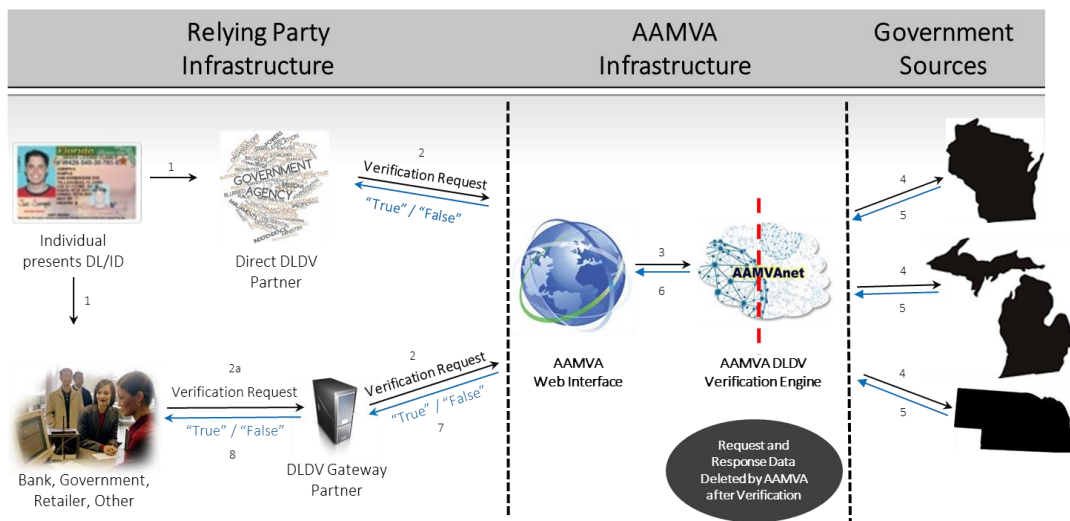 Relying Party
Infrastructure
AAMVA
Infrastructure
Government
Sources
Florida
GOVERNMENT
AGENCY
1
2
Verification Request
"True" / "False"
Individual
presents DL/ID
Direct DLDV
Partner
1
3
6
AAMVAnet
4
5
4
5
4
5
AAMVA
Web Interface
AAMVA DLDV
Verification Engine
2a
Verification Request
"True" / "False"
8
2
Verification Request
"True" / "False"
7
Bank, Government,
Retailer, Other
DLDV Gateway
Partner
Request and
Response Data
Deleted by AAMVA
after Verification